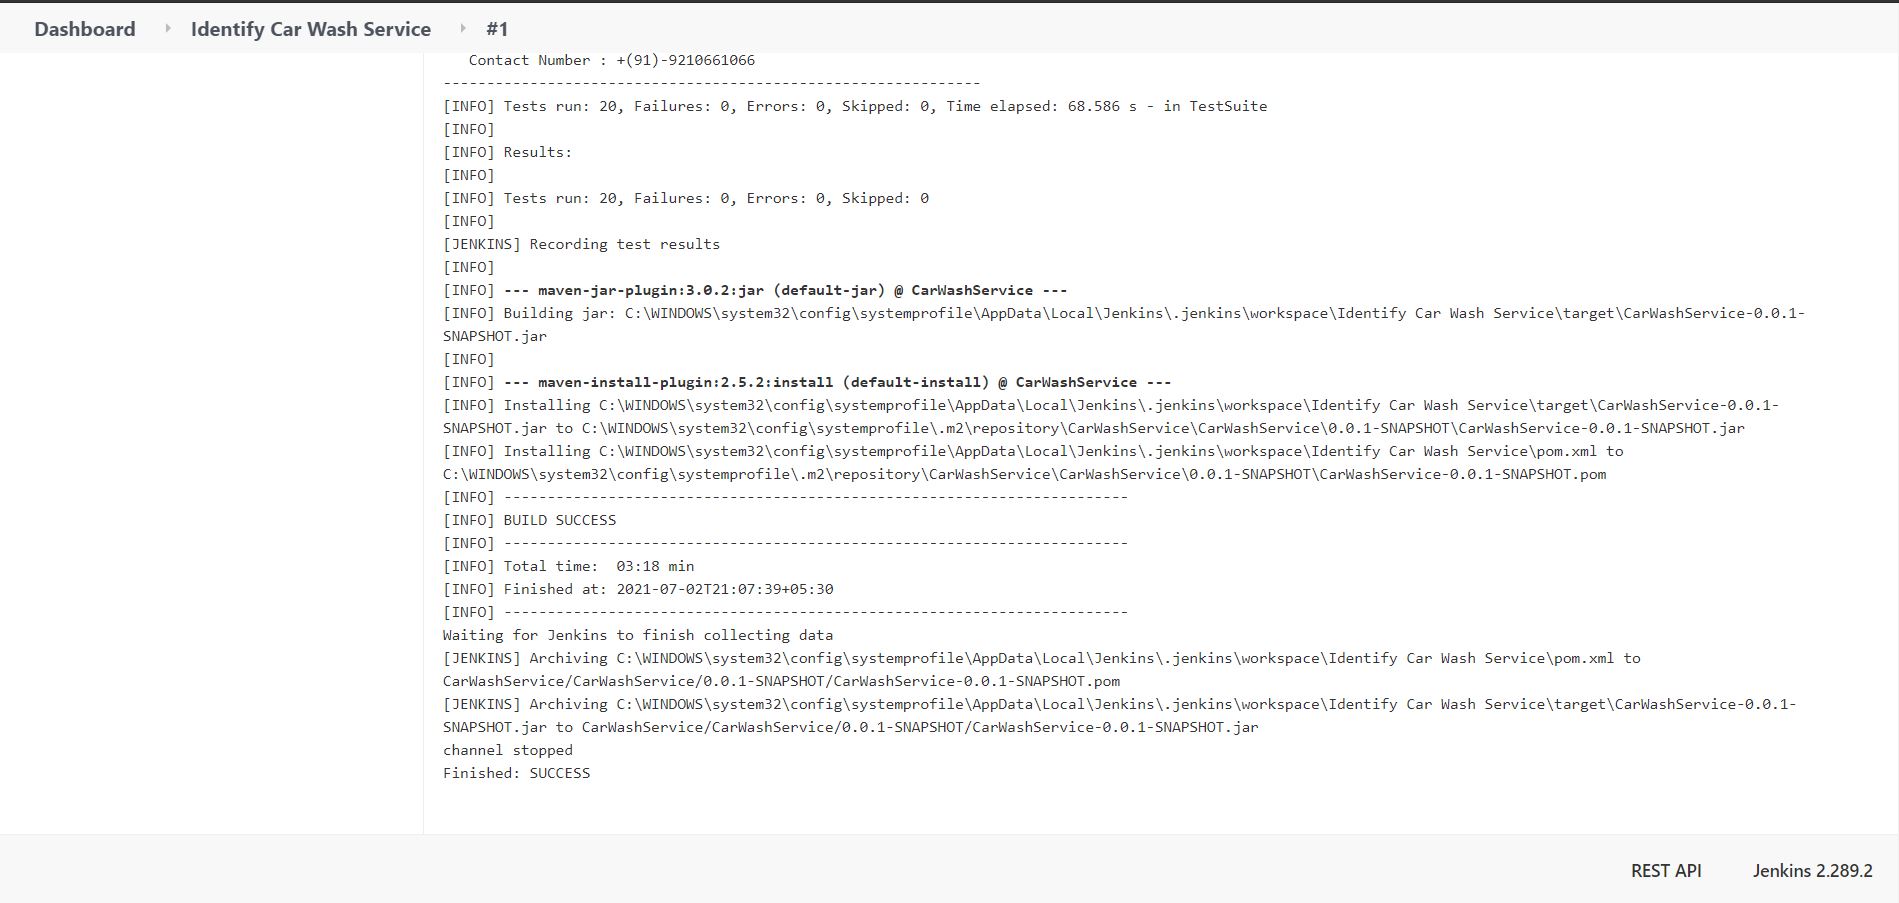 Dashboard Identify Car Wash Service #1
Contact Number : +(91)-9210661066
--------------------------------------------------------------
[INFO] Tests run: 20, Failures: 0, Errors: 0, Skipped: 0, Time elapsed: 68.586 s - in TestSuite
[INFO]
[INFO] Results:
[INFO]
[INFO] Tests run: 20, Failures: 0, Errors: 0, Skipped: 0
[INFO]
[JENKINS] Recording test results
[INFO]
[INFO] --- maven-jar-plugin:3.0.2:jar (default-jar) @ CarWashService ---
[INFO] Building jar: C:\WINDOWS\system32\config\systemprofile\AppData\Local\Jenkins\.jenkins\workspace\Identify Car Wash Service\target\CarWashService-0.0.1-
SNAPSHOT.jar
[INFO]
[INFO] --- maven-install-plugin:2.5.2:install (default-install) @ CarWashService ---
[INFO] Installing C:\WINDOWS\system32\config\systemprofile\AppData\Local\Jenkins\.jenkins\workspace\Identify Car Wash Service\target\CarWashService-0.0.1-
SNAPSHOT.jar to C:\WINDOWS\system32\config\systemprofile\.m2\repository\CarWashService\CarWashService\0.0.1-SNAPSHOT\CarWashService-0.0.1-SNAPSHOT.jar
[INFO] Installing C:\WINDOWS\system32\config\systemprofile\AppData\Local\Jenkins\.jenkins\workspace\Identify Car Wash Service\pom.xml to
C:\WINDOWS\system32\config\systemprofile\.m2\repository\CarWashService\CarWashService\0.0.1-SNAPSHOT\CarWashService-0.0.1-SNAPSHOT.pom
[INFO] ------------------------------------------------------------------------
[INFO] BUILD SUCCESS
[INFO] ------------------------------------------------------------------------
[INFO] Total time:  03:18 min
[INFO] Finished at: 2021-07-02T21:07:39+05:30
[INFO] ------------------------------------------------------------------------
Waiting for Jenkins to finish collecting data
[JENKINS] Archiving C:\WINDOWS\system32\config\systemprofile\AppData\Local\Jenkins\.jenkins\workspace\Identify Car Wash Service\pom.xml to
CarWashService/CarWashService/0.0.1-SNAPSHOT/CarWashService-0.0.1-SNAPSHOT.pom
[JENKINS] Archiving C:\WINDOWS\system32\config\systemprofile\AppData\Local\Jenkins\.jenkins\workspace\Identify Car Wash Service\target\CarWashService-0.0.1-
SNAPSHOT.jar to CarWashService/CarWashService/0.0.1-SNAPSHOT/CarWashService-0.0.1-SNAPSHOT.jar
channel stopped
Finished: SUCCESS
REST API Jenkins 2.289.2